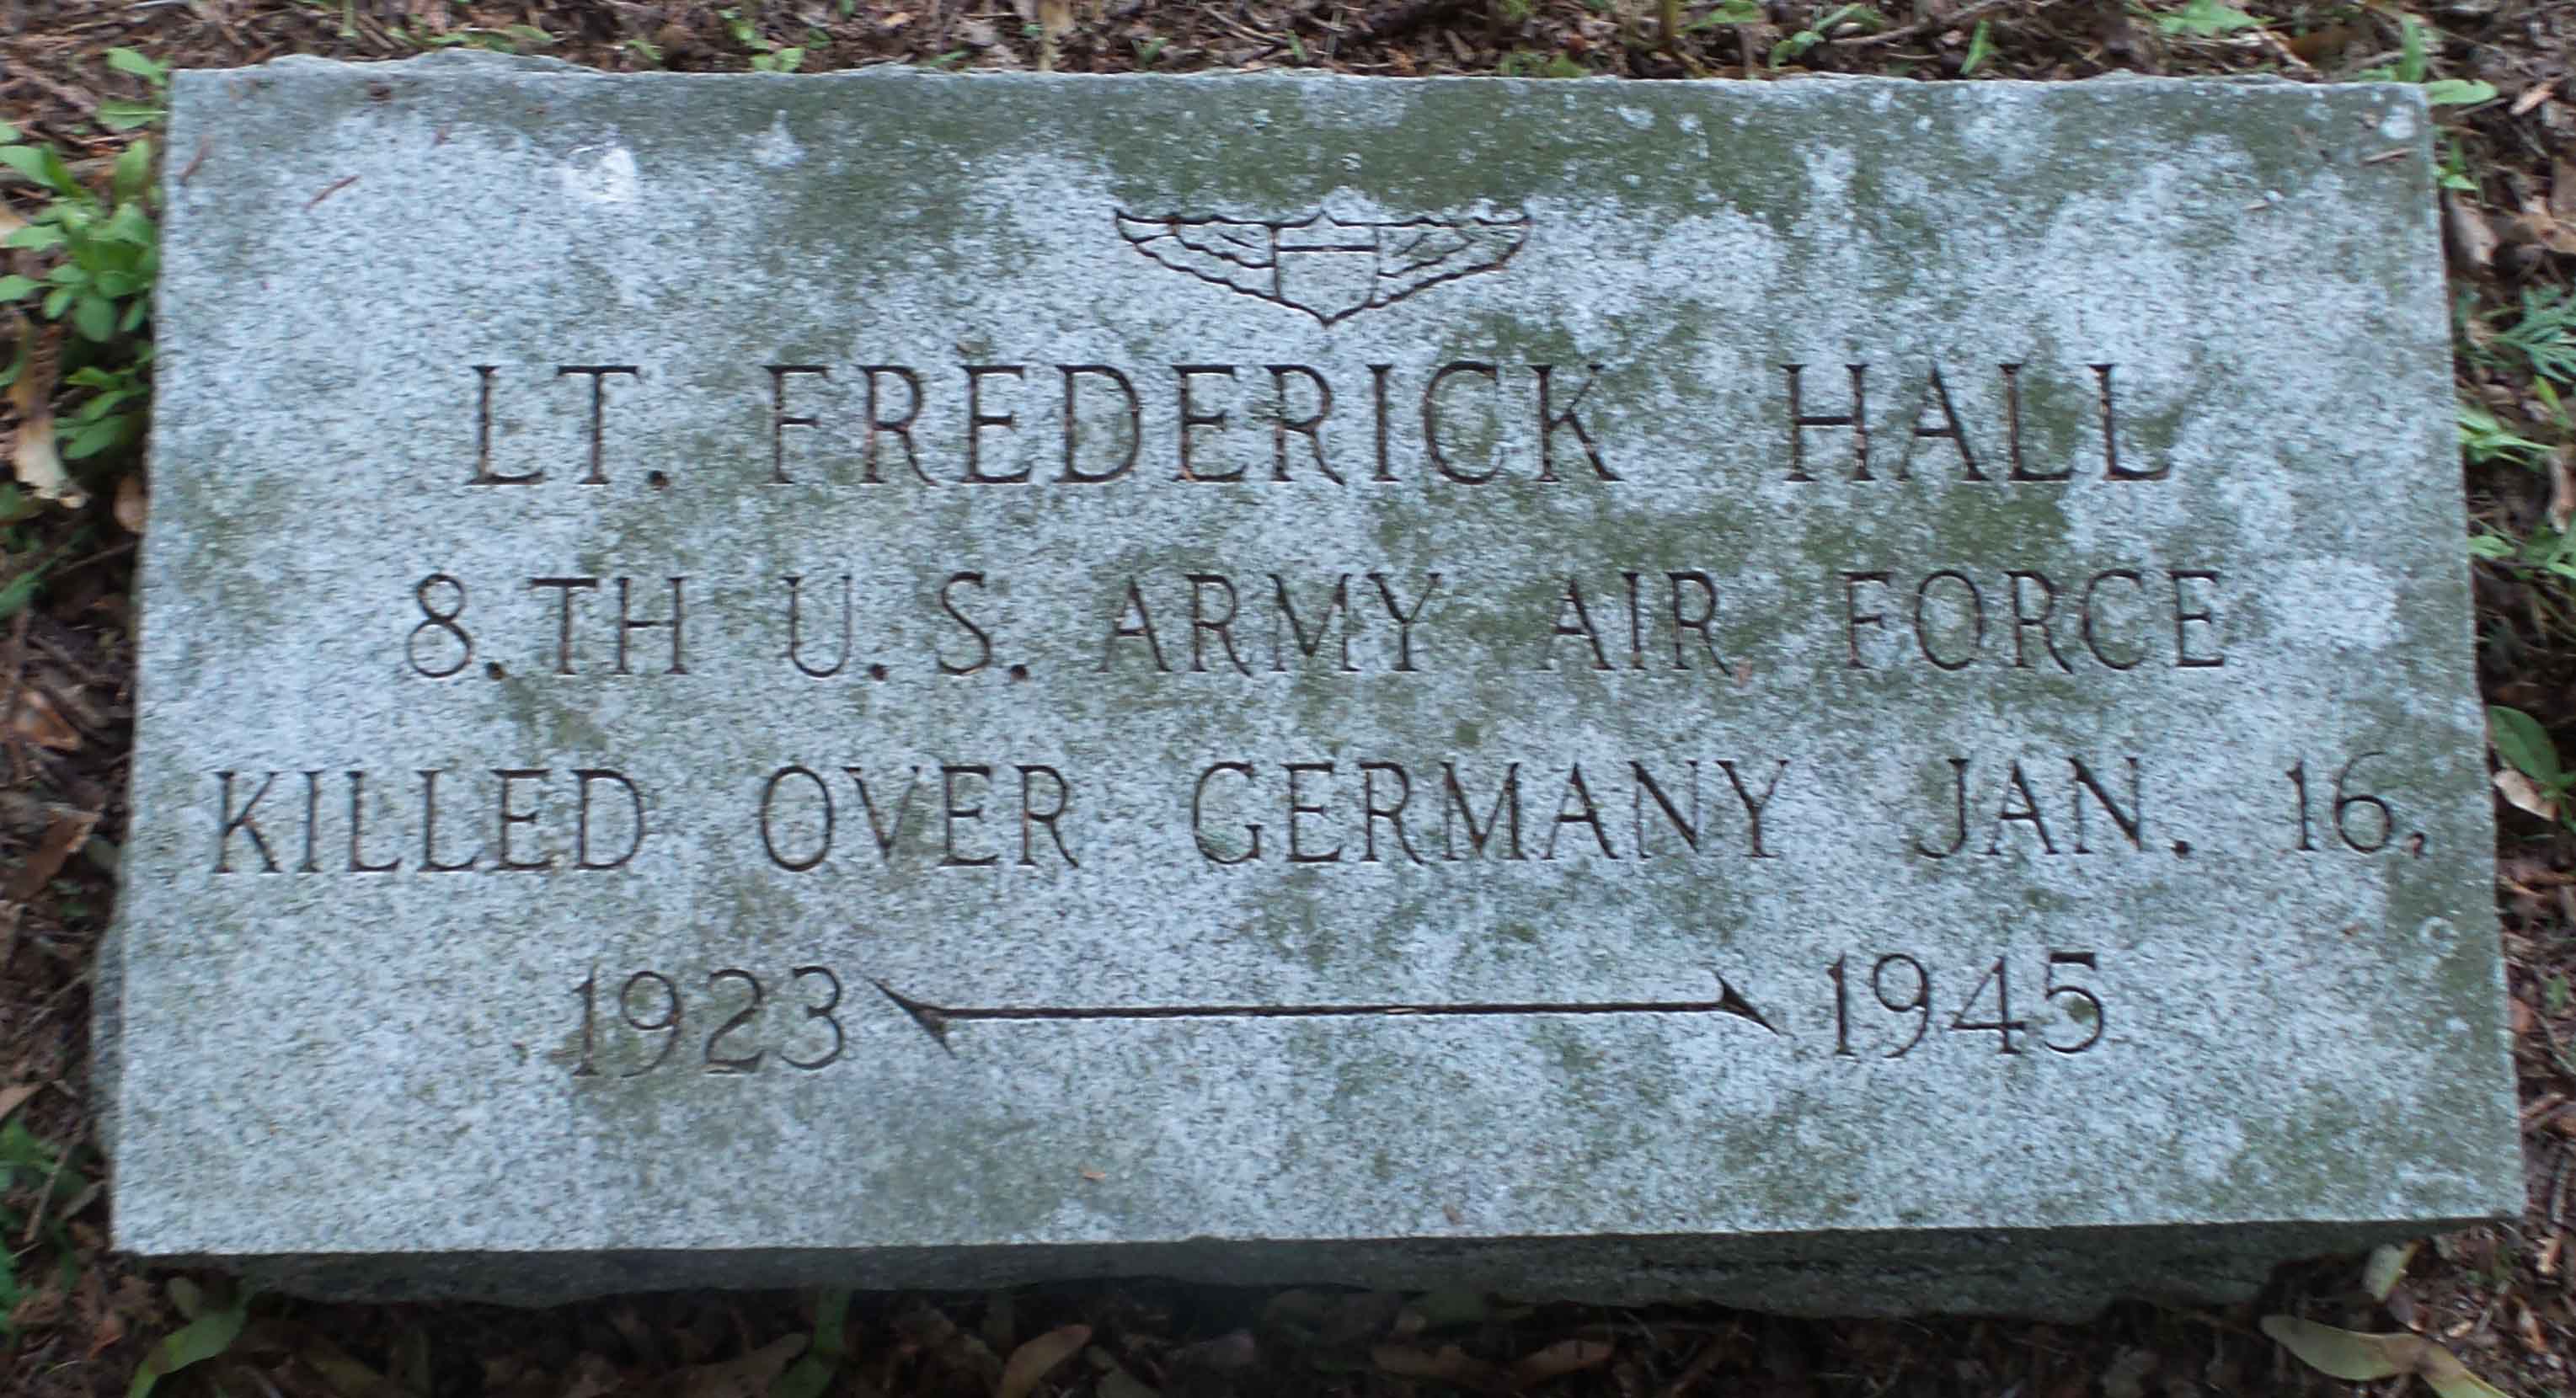 LT. FREDERICK HALL
8.TH U.S. ARMY AIR FORCE
KILLED OVER GERMANY JAN. 16,
1923 1945